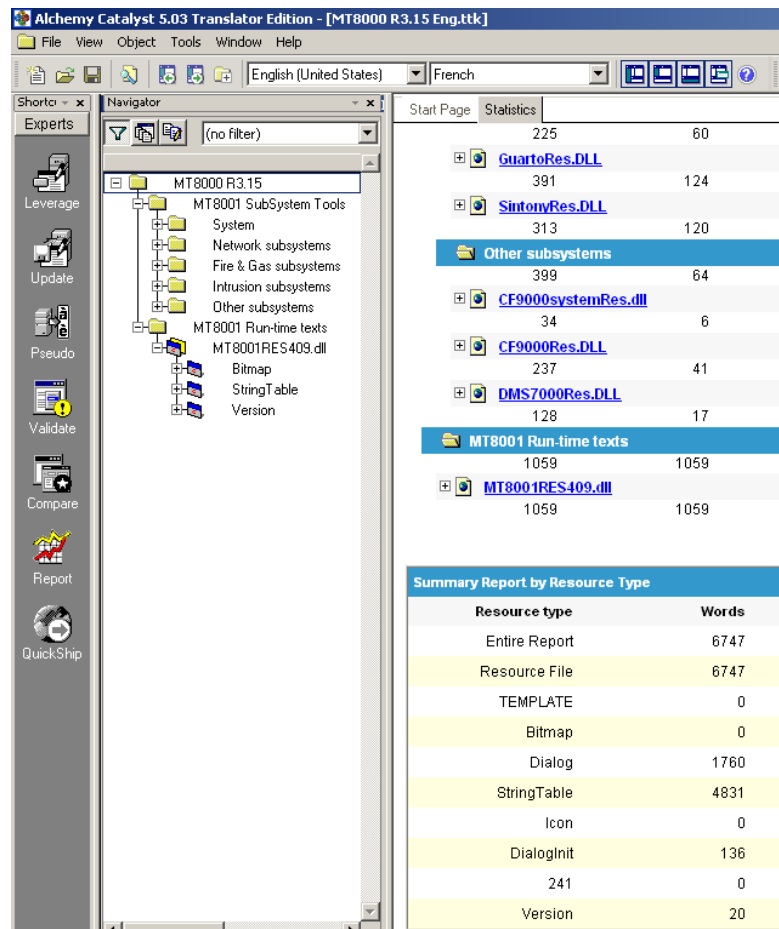 Alchemy Catalyst 5.03 Translator Edition - [MT8000 R3.15 Eng.ttk]
File View Object Tools Window Help
English (United States) French
Shortcu
Experts
Leverage
Update
Pseudo
Validate
Compare
Report
QuickShip
Navigator
(no filter)
MT8000 R3.15
MT8001 SubSystem Tools
System
Network subsystems
Fire & Gas subsystems
Intrusion subsystems
Other subsystems
MT8001 Run-time texts
MT8001RES409.dll
Bitmap
StringTable
Version
Start Page Statistics
225 60
GuartoRes.DLL
391 124
SintonyRes.DLL
313 120
Other subsystems
399 64
CF9000systemRes.dll
34 6
CF9000Res.DLL
237 41
DMS7000Res.DLL
128 17
MT8001 Run-time texts
1059 1059
MT8001RES409.dll
1059 1059
Summary Report by Resource Type
Resource type Words
Entire Report 6747
Resource File 6747
TEMPLATE 0
Bitmap 0
Dialog 1760
StringTable 4831
Icon 0
DialogInit 136
241 0
Version 20